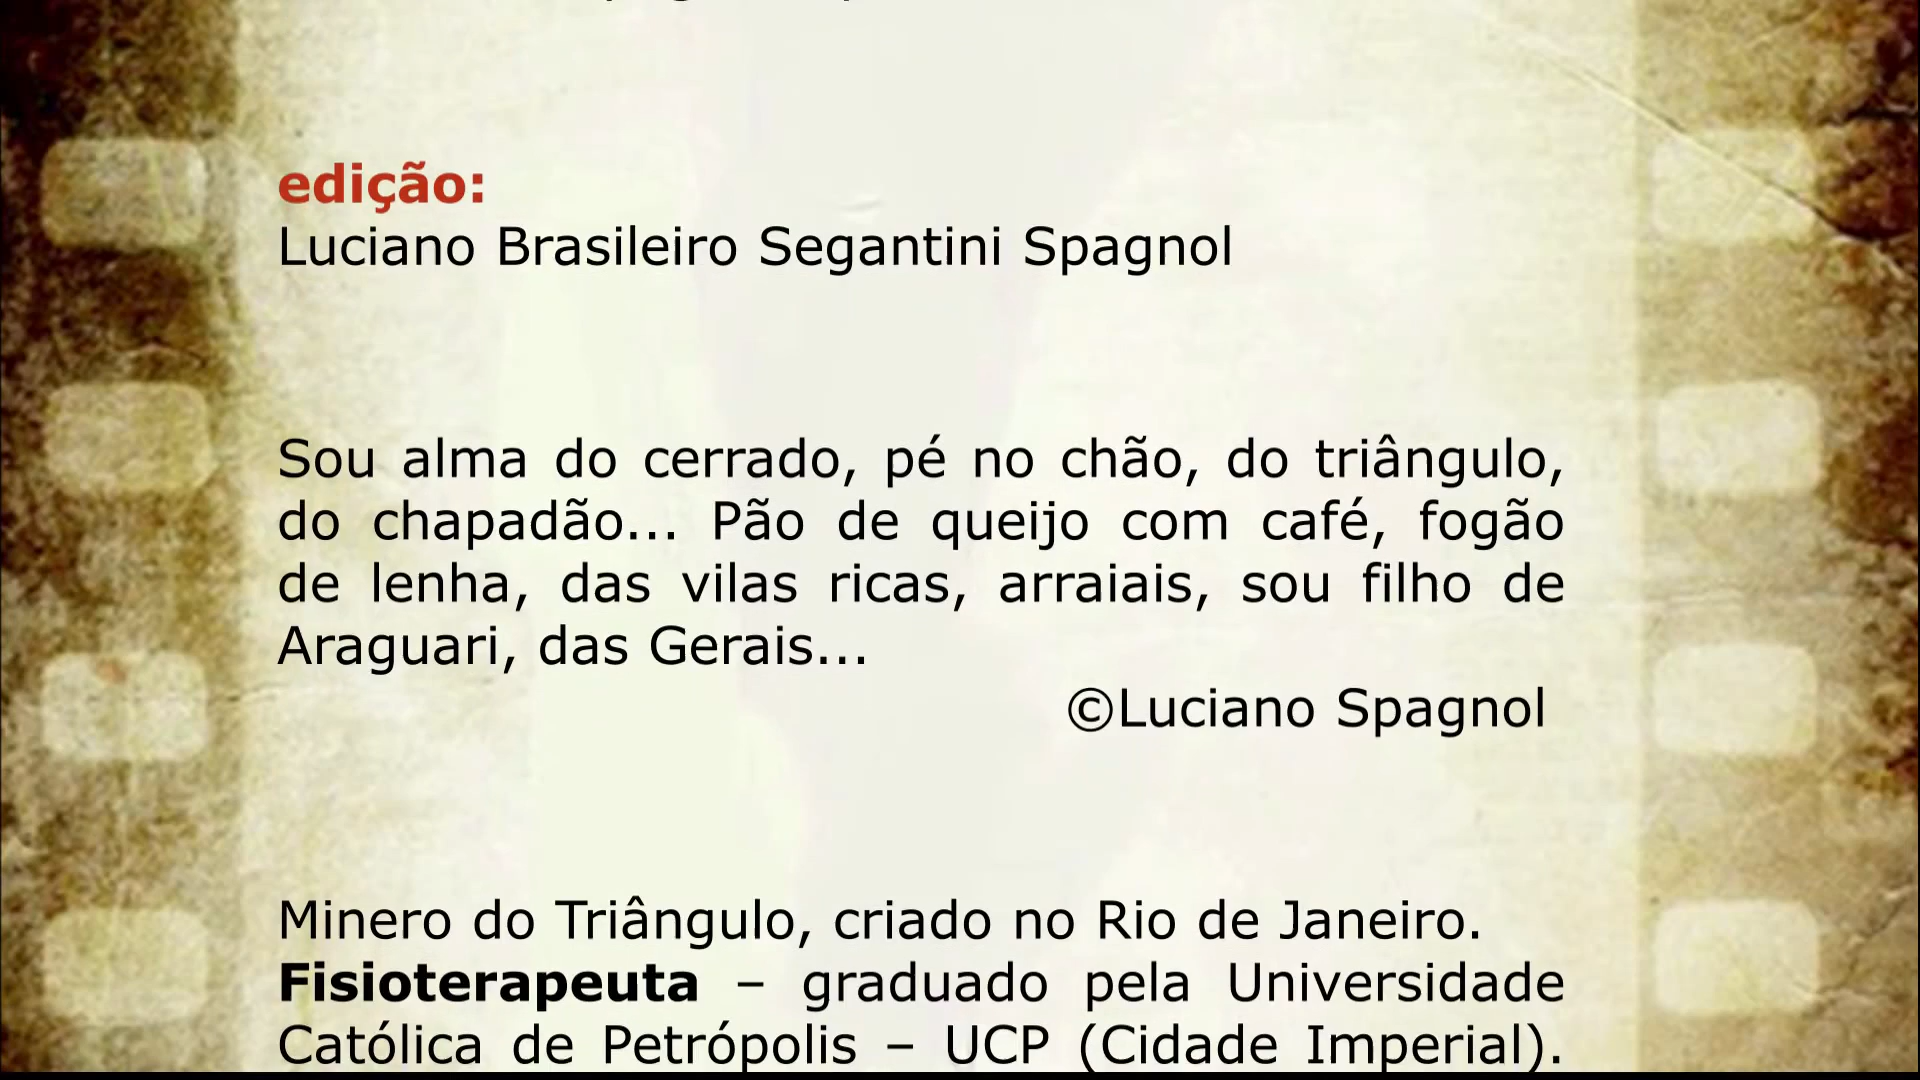 edição:
Luciano Brasileiro Segantini Spagnol
Sou alma do cerrado, pé no chão, do triângulo,
do chapadão... Pão de queijo com café, fogão
de lenha, das vilas ricas, arraiais, sou filho de
Araguari, das Gerais...
©Luciano Spagnol
Minero do Triângulo, criado no Rio de Janeiro.
Fisioterapeuta – graduado pela Universidade
Católica de Petrópolis – UCP (Cidade Imperial).